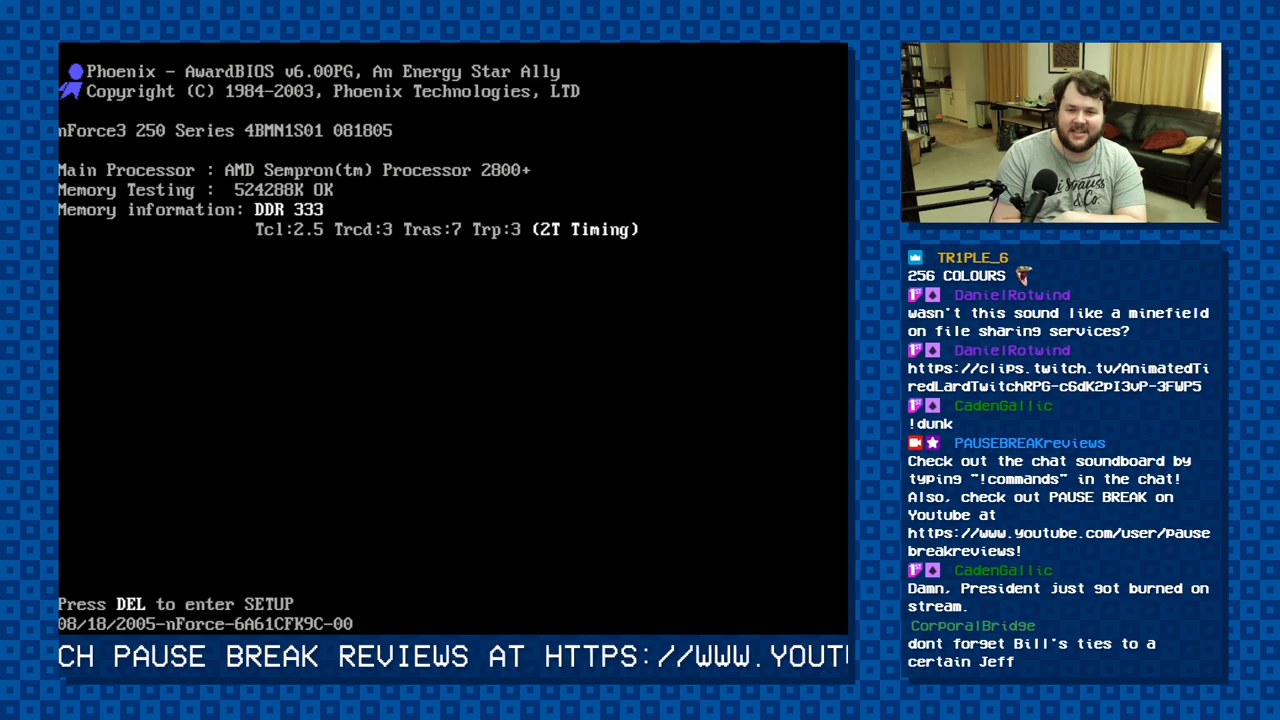 Phoenix - AwardBIOS v6.00PG, An Energy Star Ally
Copyright (C) 1984-2003, Phoenix Technologies, LTD
nForce3 250 Series 4BMN1S01 081805
Main Processor : AMD Sempron(tm) Processor 2800+
Memory Testing :  524288K OK
Memory information: DDR 333
Tcl:2.5 Trcd:3 Tras:7 Trp:3 (2T Timing)
Press DEL to enter SETUP
08/18/2005-nForce-6A61CFK9C-00
CH PAUSE BREAK REVIEWS AT HTTPS://WWW.YOUT
Strauss
& Co.
TR1PLE_6
256 COLOURS
DanielRotwind
wasn't this sound like a minefield
on file sharing services?
DanielRotwind
https://clips.twitch.tv/AnimatedTi
redLardTwitchRPG-c6dK2pI3vP-3FWP5
CadenGallic
!dunk
PAUSEBREAKreviews
Check out the chat soundboard by
typing "!commands" in the chat!
Also, check out PAUSE BREAK on
Youtube at
https://www.youtube.com/user/pause
breakreviews!
CadenGallic
Damn, President just got burned on
stream.
CorporalBridge
dont forget Bill's ties to a
certain Jeff